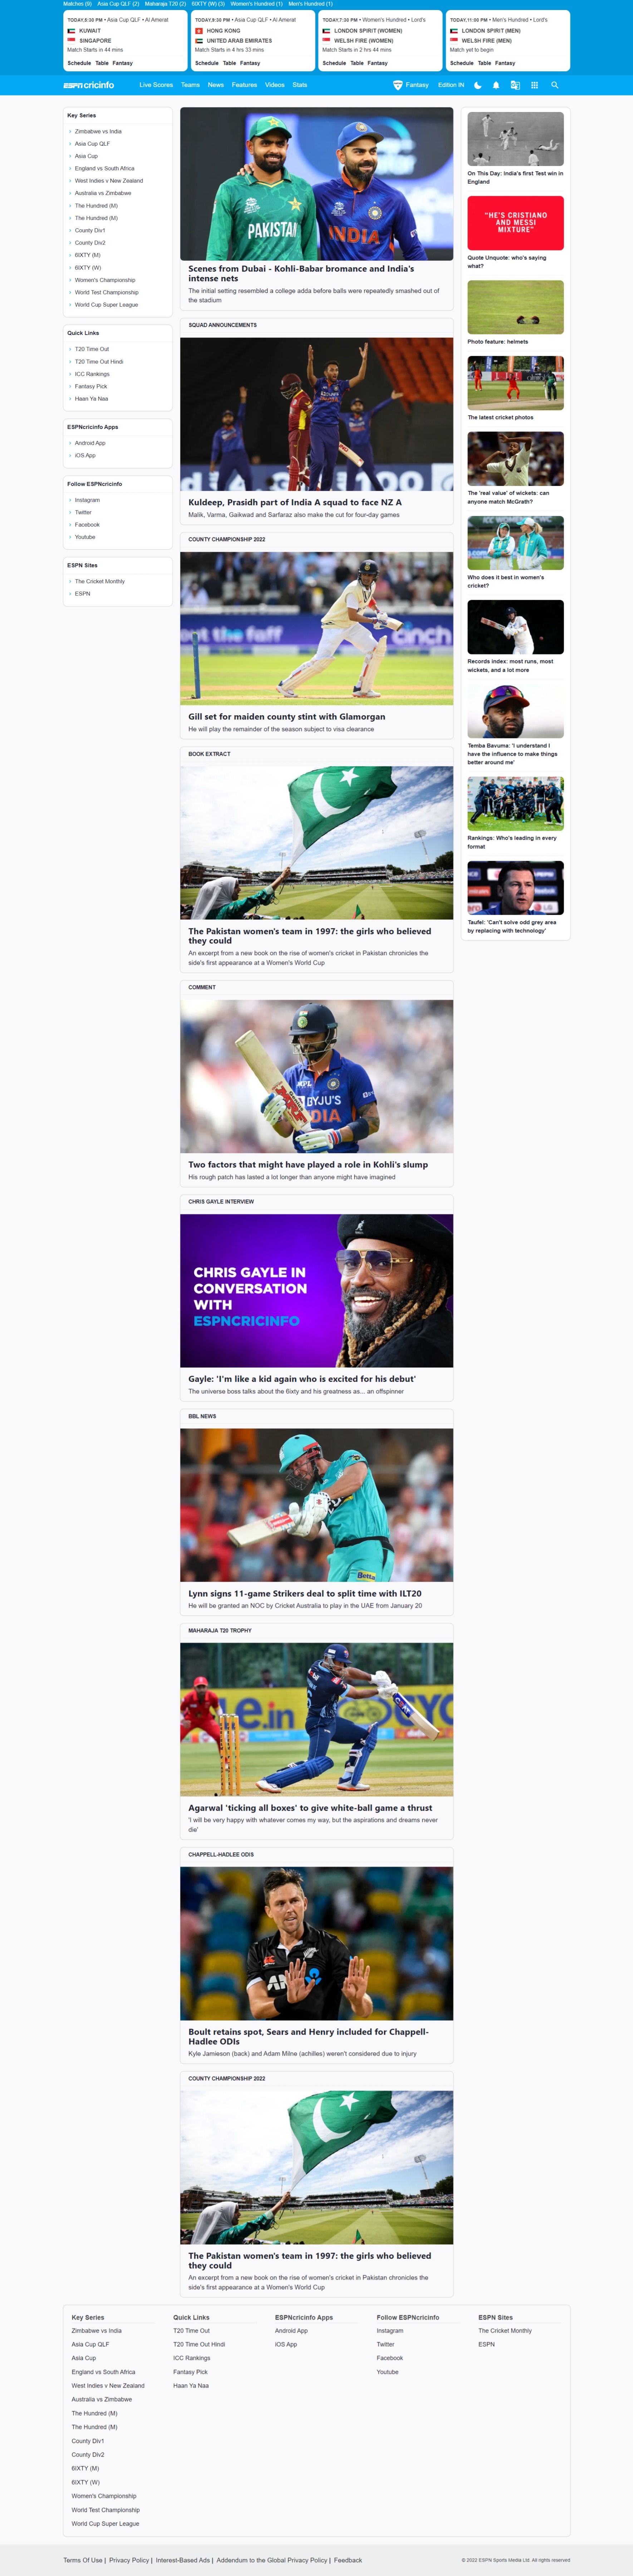 Matches (9) Asia Cup QLF (2) Maharaja T20 (2) 6IXTY (W) (3) Women's Hundred (1) Men's Hundred (1)
TODAY,5:30 PM • Asia Cup QLF • Al Amerat
KUWAIT
SINGAPORE
Match Starts in 44 mins
Schedule Table Fantasy
TODAY,9:30 PM • Asia Cup QLF • Al Amerat
HONG KONG
UNITED ARAB EMIRATES
Match Starts in 4 hrs 33 mins
Schedule Table Fantasy
TODAY,7:30 PM • Women's Hundred • Lord's
LONDON SPIRIT (WOMEN)
WELSH FIRE (WOMEN)
Match Starts in 2 hrs 44 mins
Schedule Table Fantasy
TODAY,11:00 PM • Men's Hundred • Lord's
LONDON SPIRIT (MEN)
WELSH FIRE (MEN)
Match yet to begin
Schedule Table Fantasy
ESPN cricinfo Live Scores Teams News Features Videos Stats Fantasy Edition IN
Key Series
Zimbabwe vs India
Asia Cup QLF
Asia Cup
England vs South Africa
West Indies v New Zealand
Australia vs Zimbabwe
The Hundred (M)
The Hundred (M)
County Div1
County Div2
6IXTY (M)
6IXTY (W)
Women's Championship
World Test Championship
World Cup Super League
Quick Links
T20 Time Out
T20 Time Out Hindi
ICC Rankings
Fantasy Pick
Haan Ya Naa
ESPNcricinfo Apps
Android App
iOS App
Follow ESPNcricinfo
Instagram
Twitter
Facebook
Youtube
ESPN Sites
The Cricket Monthly
ESPN
PAKISTAN
INDIA
Scenes from Dubai - Kohli-Babar bromance and India's
intense nets
The initial setting resembled a college adda before balls were repeatedly smashed out of
the stadium
SQUAD ANNOUNCEMENTS
Kuldeep, Prasidh part of India A squad to face NZ A
Malik, Varma, Gaikwad and Sarfaraz also make the cut for four-day games
COUNTY CHAMPIONSHIP 2022
Gill set for maiden county stint with Glamorgan
He will play the remainder of the season subject to visa clearance
BOOK EXTRACT
The Pakistan women's team in 1997: the girls who believed
they could
An excerpt from a new book on the rise of women's cricket in Pakistan chronicles the
side's first appearance at a Women's World Cup
COMMENT
MPL
BYJU'S
INDIA
Two factors that might have played a role in Kohli's slump
His rough patch has lasted a lot longer than anyone might have imagined
CHRIS GAYLE INTERVIEW
CHRIS GAYLE IN
CONVERSATION
WITH
ESPNCRICINFO
Gayle: 'I'm like a kid again who is excited for his debut'
The universe boss talks about the 6ixty and his greatness as... an offspinner
BBL NEWS
Betta
Lynn signs 11-game Strikers deal to split time with ILT20
He will be granted an NOC by Cricket Australia to play in the UAE from January 20
MAHARAJA T20 TROPHY
Agarwal 'ticking all boxes' to give white-ball game a thrust
'I will be very happy with whatever comes my way, but the aspirations and dreams never
die'
CHAPPELL-HADLEE ODIS
Boult retains spot, Sears and Henry included for Chappell-
Hadlee ODIs
Kyle Jamieson (back) and Adam Milne (achilles) weren't considered due to injury
COUNTY CHAMPIONSHIP 2022
The Pakistan women's team in 1997: the girls who believed
they could
An excerpt from a new book on the rise of women's cricket in Pakistan chronicles the
side's first appearance at a Women's World Cup
On This Day: India's first Test win in
England
"HE'S CRISTIANO
AND MESSI
MIXTURE"
Quote Unquote: who's saying
what?
Photo feature: helmets
The latest cricket photos
The 'real value' of wickets: can
anyone match McGrath?
Who does it best in women's
cricket?
Records index: most runs, most
wickets, and a lot more
Temba Bavuma: 'I understand I
have the influence to make things
better around me'
Rankings: Who's leading in every
format
Taufel: 'Can't solve odd grey area
by replacing with technology'
Key Series
Zimbabwe vs India
Asia Cup QLF
Asia Cup
England vs South Africa
West Indies v New Zealand
Australia vs Zimbabwe
The Hundred (M)
The Hundred (M)
County Div1
County Div2
6IXTY (M)
6IXTY (W)
Women's Championship
World Test Championship
World Cup Super League
Quick Links
T20 Time Out
T20 Time Out Hindi
ICC Rankings
Fantasy Pick
Haan Ya Naa
ESPNcricinfo Apps
Android App
iOS App
Follow ESPNcricinfo
Instagram
Twitter
Facebook
Youtube
ESPN Sites
The Cricket Monthly
ESPN
Terms Of Use | Privacy Policy | Interest-Based Ads | Addendum to the Global Privacy Policy | Feedback
© 2022 ESPN Sports Media Ltd. All rights reserved